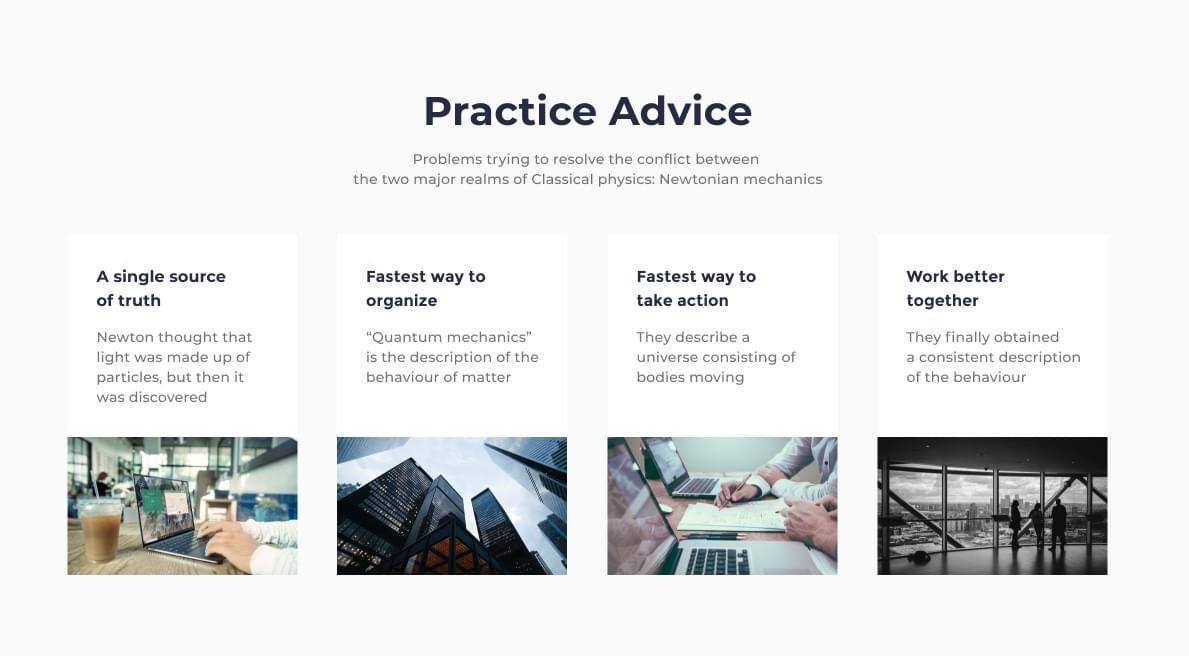 Practice Advice
Problems trying to resolve the conflict between
the two major realms of Classical physics: Newtonian mechanics
A single source
of truth
Newton thought that
light was made up of
particles, but then it
was discovered
Fastest way to
organize
“Quantum mechanics”
is the description of the
behaviour of matter
Fastest way to
take action
They describe a
universe consisting of
bodies moving
Work better
together
They finally obtained
a consistent description
of the behaviour